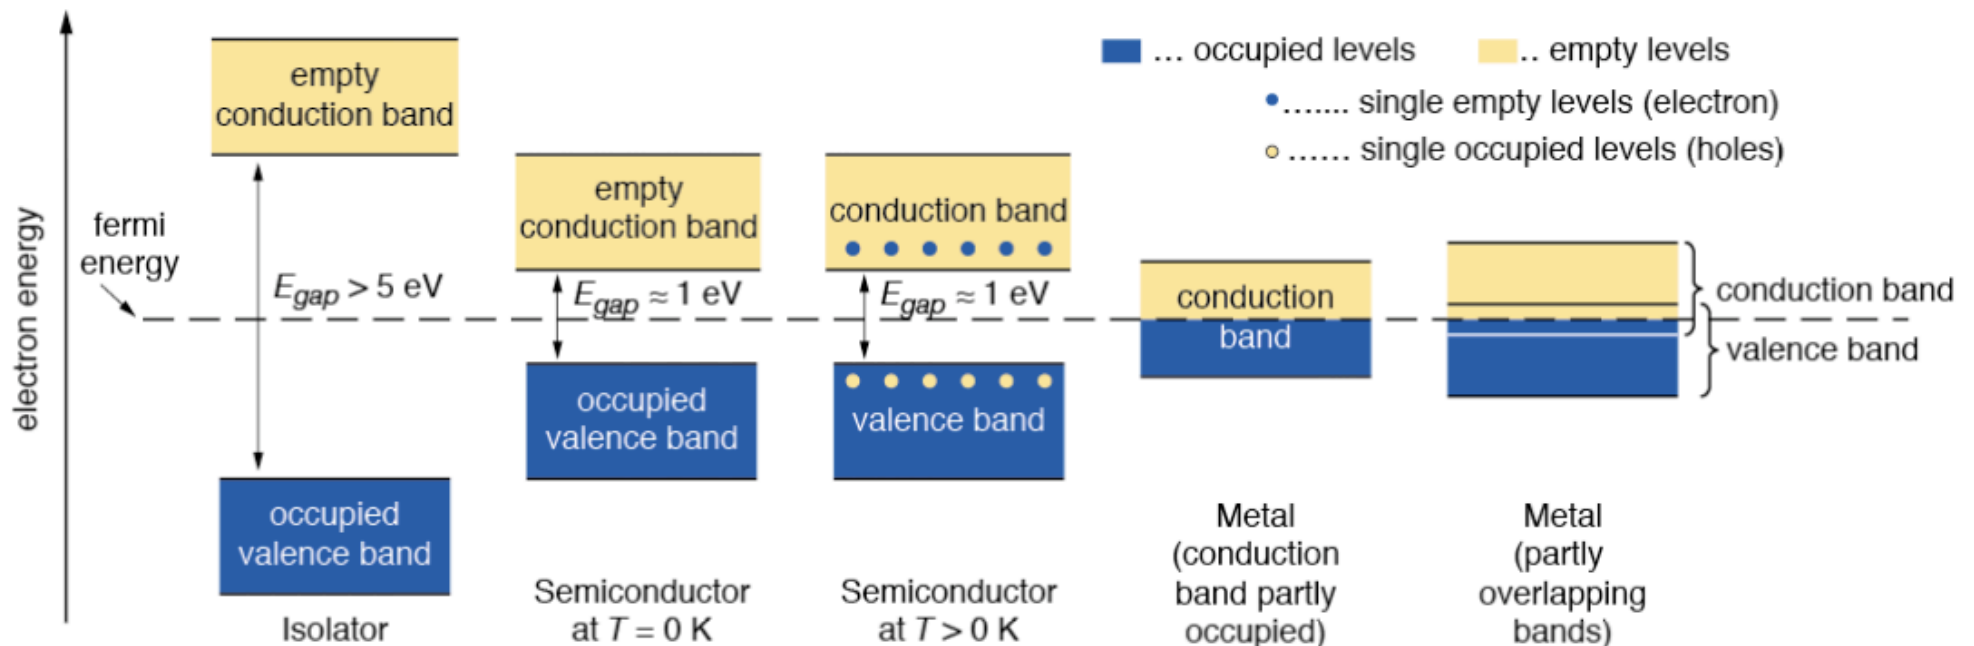 ... occupied levels
.. empty levels
....... single empty levels (electron)
...... single occupied levels (holes)
electron energy
fermi
energy
empty
conduction band
E_gap > 5 eV
occupied
valence band
Isolator
empty
conduction band
E_gap ≈ 1 eV
occupied
valence band
Semiconductor
at T = 0 K
conduction band
E_gap ≈ 1 eV
valence band
Semiconductor
at T > 0 K
conduction
band
Metal
(conduction
band partly
occupied)
conduction band
valence band
Metal
(partly
overlapping
bands)